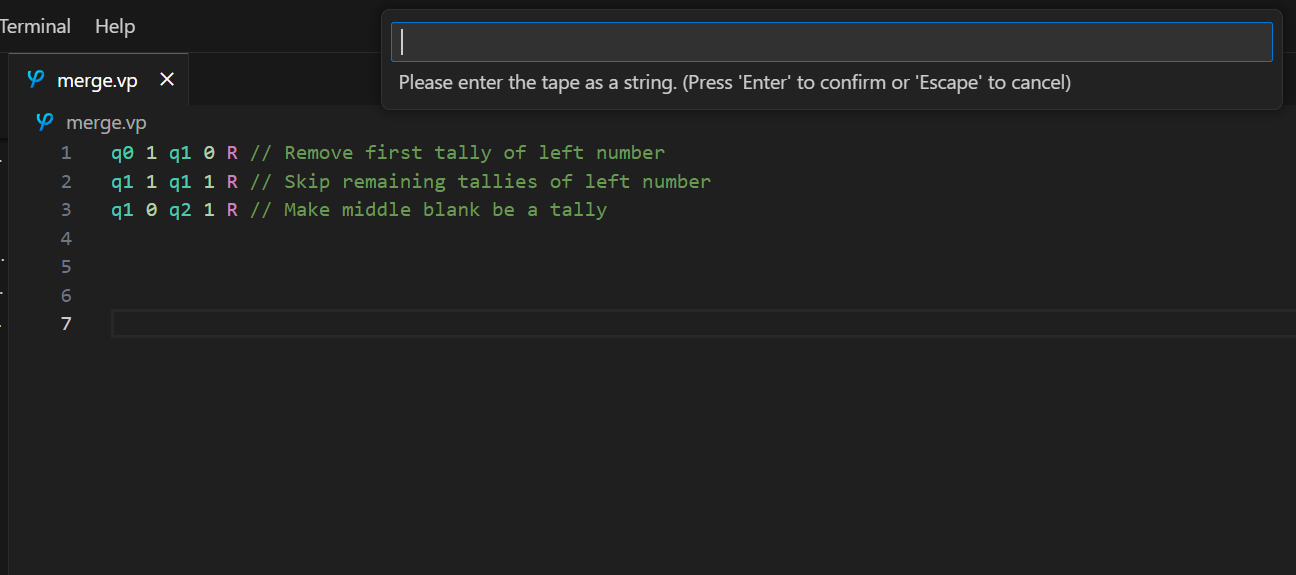 Terminal Help
Please enter the tape as a string. (Press 'Enter' to confirm or 'Escape' to cancel)
merge.vp
merge.vp
1 q0 1 q1 0 R // Remove first tally of left number
2 q1 1 q1 1 R // Skip remaining tallies of left number
3 q1 0 q2 1 R // Make middle blank be a tally
4
5
6
7